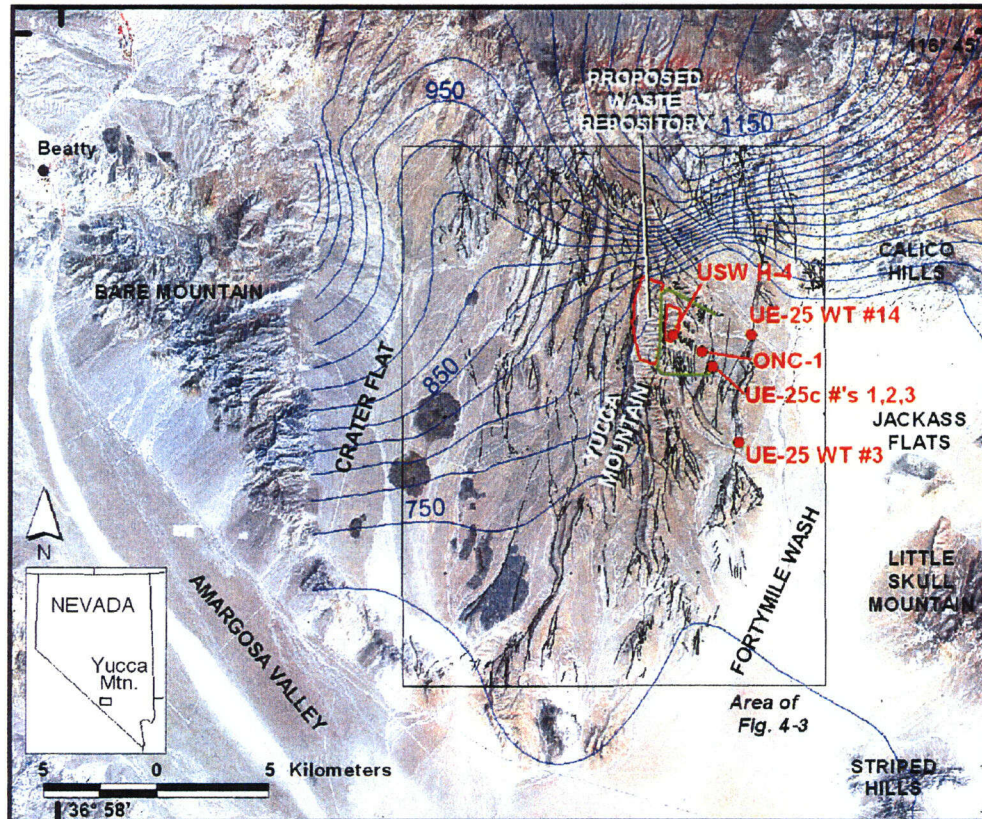 116° 45'
PROPOSED
WASTE
REPOSITORY
950
1150
Beatty
CALICO
HILLS
USW H-4
BARE MOUNTAIN
UE-25 WT #14
ONC-1
CRATER FLAT
850
UE-25c #'s 1,2,3
YUCCA
MOUNTAIN
JACKASS
FLATS
UE-25 WT #3
750
N
LITTLE
SKULL
MOUNTAIN
FORTYMILE WASH
AMARGOSA VALLEY
NEVADA
Yucca
Mtn.
Area of
Fig. 4-3
5 0 5 Kilometers
STRIPED
HILLS
36° 58'